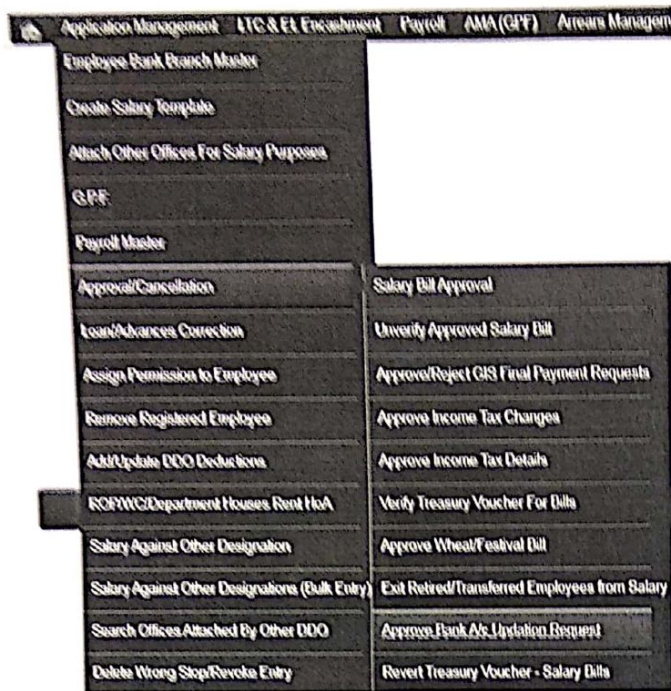 Application Management LTC & EL Encashment Payroll AMA (GPF) Arrears Managem
Employee Bank Branch Master
Create Salary Template
Attach Other Offices For Salary Purposes
G.P.F.
Payroll Master
Approval/Cancellation
Loan/Advances Correction
Assign Permission to Employee
Remove Registered Employee
Add/Update DDO Deductions
ROP/WC/Department Houses Rent HoA
Salary Against Other Designation
Salary Against Other Designations (Bulk Entry)
Search Offices Attached By Other DDO
Delete Wrong Stop/Revoke Entry
Salary Bill Approval
Unverify Approved Salary Bill
Approve/Reject GIS Final Payment Requests
Approve Income Tax Changes
Approve Income Tax Details
Verify Treasury Voucher For Bills
Approve Wheat/Festival Bill
Exit Retired/Transferred Employees from Salary
Approve Bank A/c Updation Request
Revert Treasury Voucher - Salary Bills